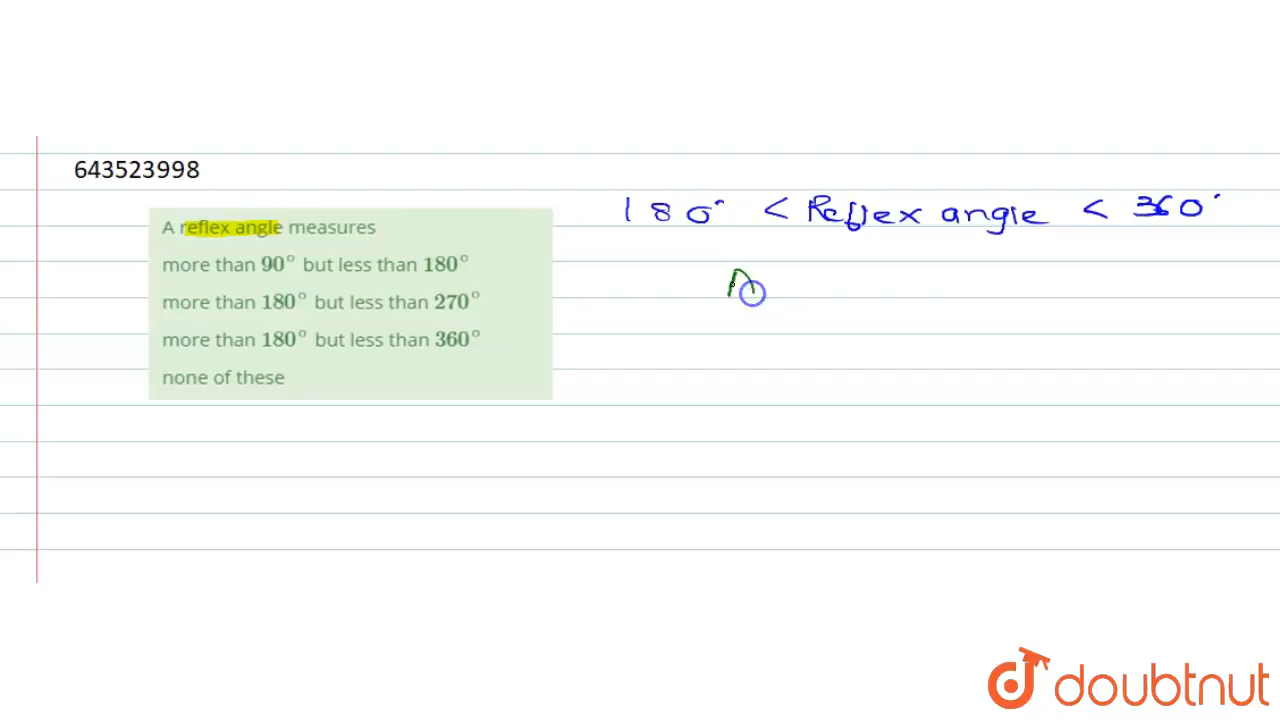 643523998
180° < Reflex angle < 360°
A reflex angle measures
more than 90° but less than 180°
more than 180° but less than 270°
more than 180° but less than 360°
none of these
doubtnut